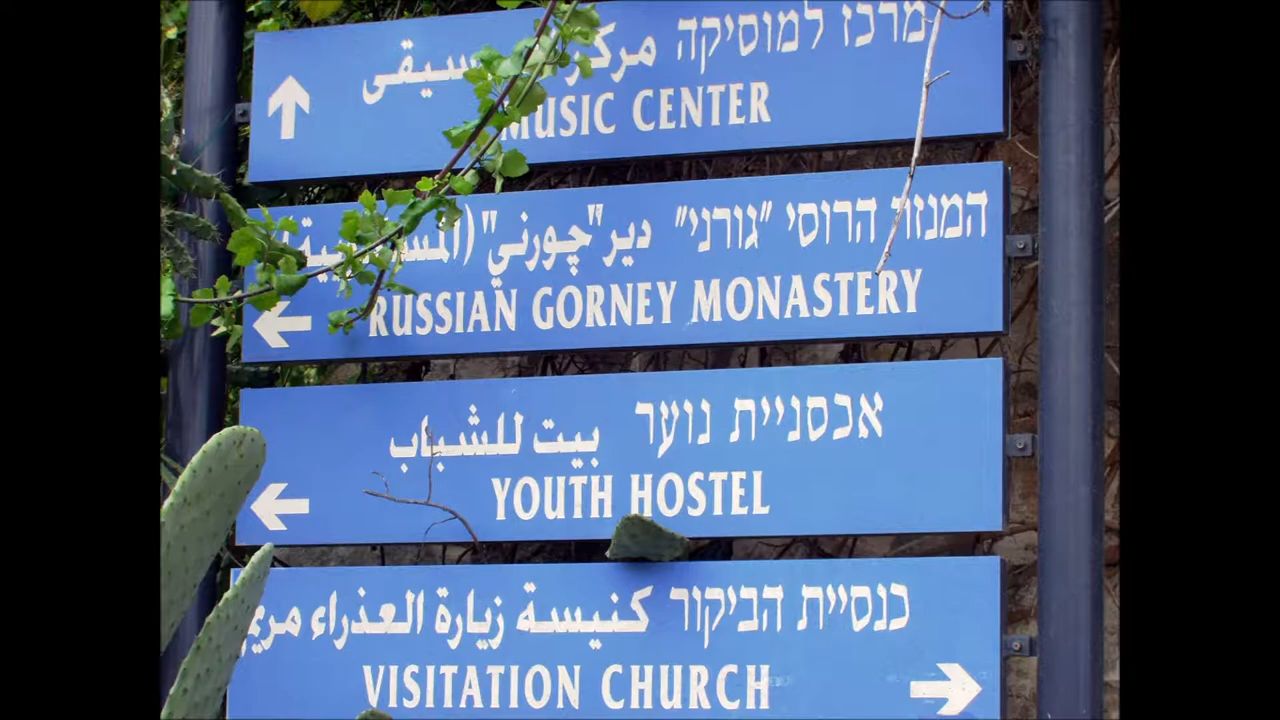 מרכז למוסיקה مركز
MUSIC CENTER
המנזר הרוסי "גורני" دير "چورني"
RUSSIAN GORNEY MONASTERY
אכסניית נוער بيت للشباب
YOUTH HOSTEL
כנסיית הביקור كنيسة زيارة العذراء
VISITATION CHURCH